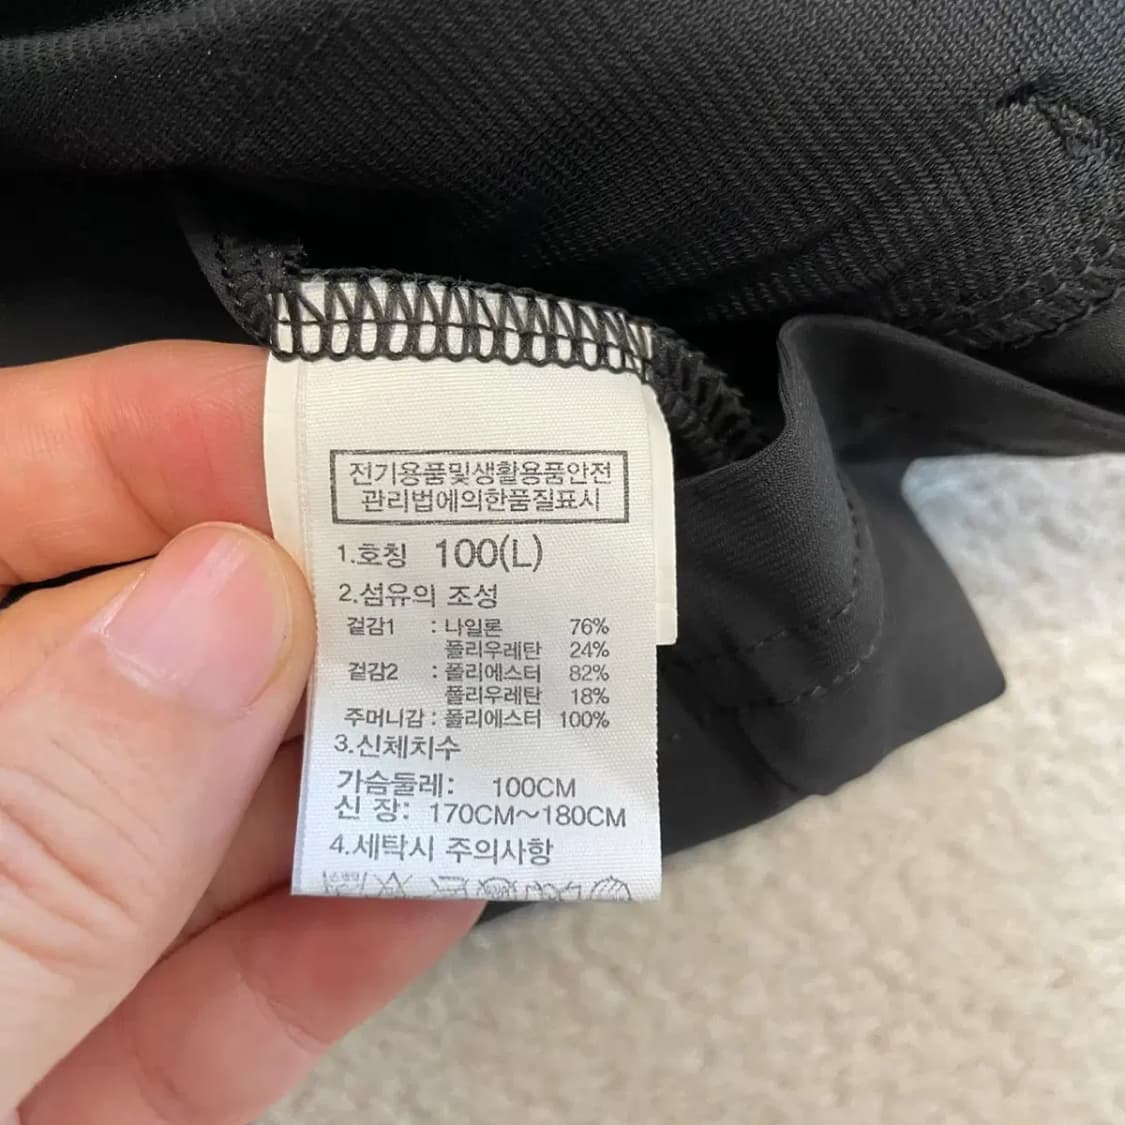 전기용품및생활용품안전
관리법에의한품질표시
1.호칭 100(L)
2.섬유의 조성
겉감1 : 나일론 76%
폴리우레탄 24%
겉감2 : 폴리에스터 82%
폴리우레탄 18%
주머니감 : 폴리에스터 100%
3.신체치수
가슴둘레: 100CM
신 장: 170CM~180CM
4.세탁시 주의사항